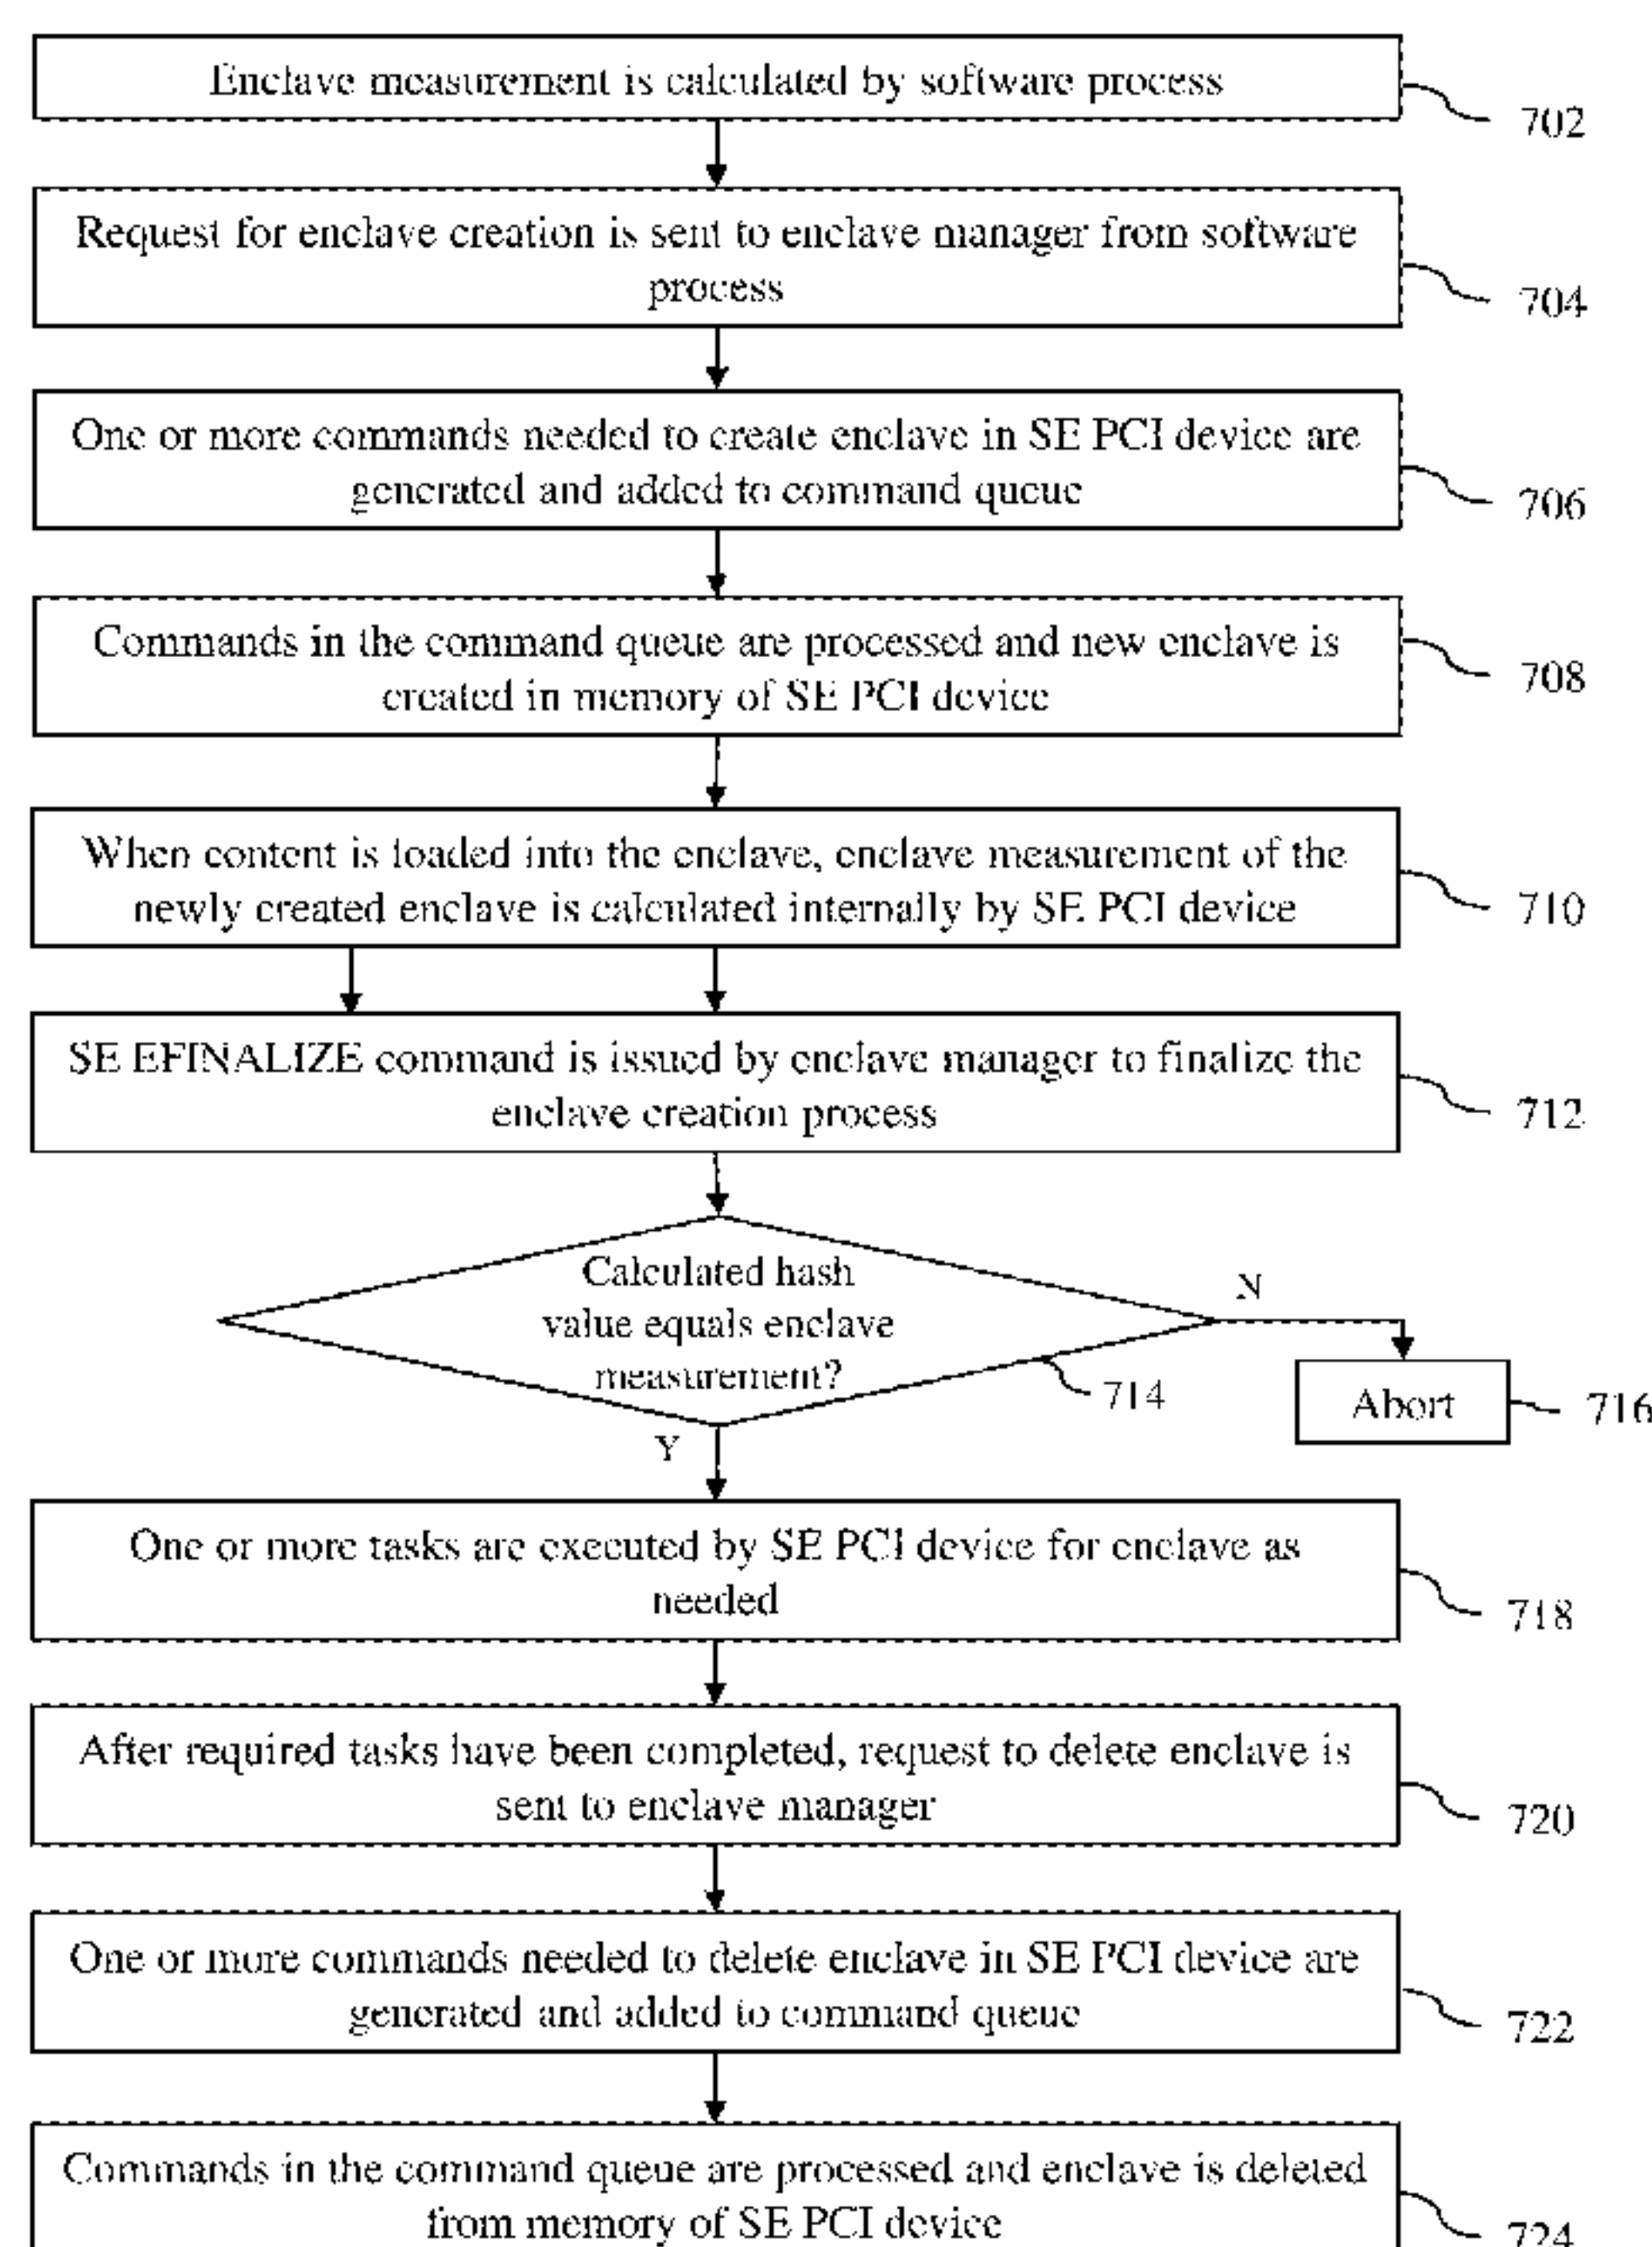 Enclave measurement is calculated by software process
702
Request for enclave creation is sent to enclave manager from software
process
704
One or more commands needed to create enclave in SE PCI device are
generated and added to command queue
706
Commands in the command queue are processed and new enclave is
created in memory of SE PCI device
708
When content is loaded into the enclave, enclave measurement of the
newly created enclave is calculated internally by SE PCI device
710
SE EFINALIZE command is issued by enclave manager to finalize the
enclave creation process
712
Calculated hash
value equals enclave
measurement?
N
714
Abort
716
Y
One or more tasks are executed by SE PCI device for enclave as
needed
718
After required tasks have been completed, request to delete enclave is
sent to enclave manager
720
One or more commands needed to delete enclave in SE PCI device are
generated and added to command queue
722
Commands in the command queue are processed and enclave is deleted
from memory of SE PCI device
724